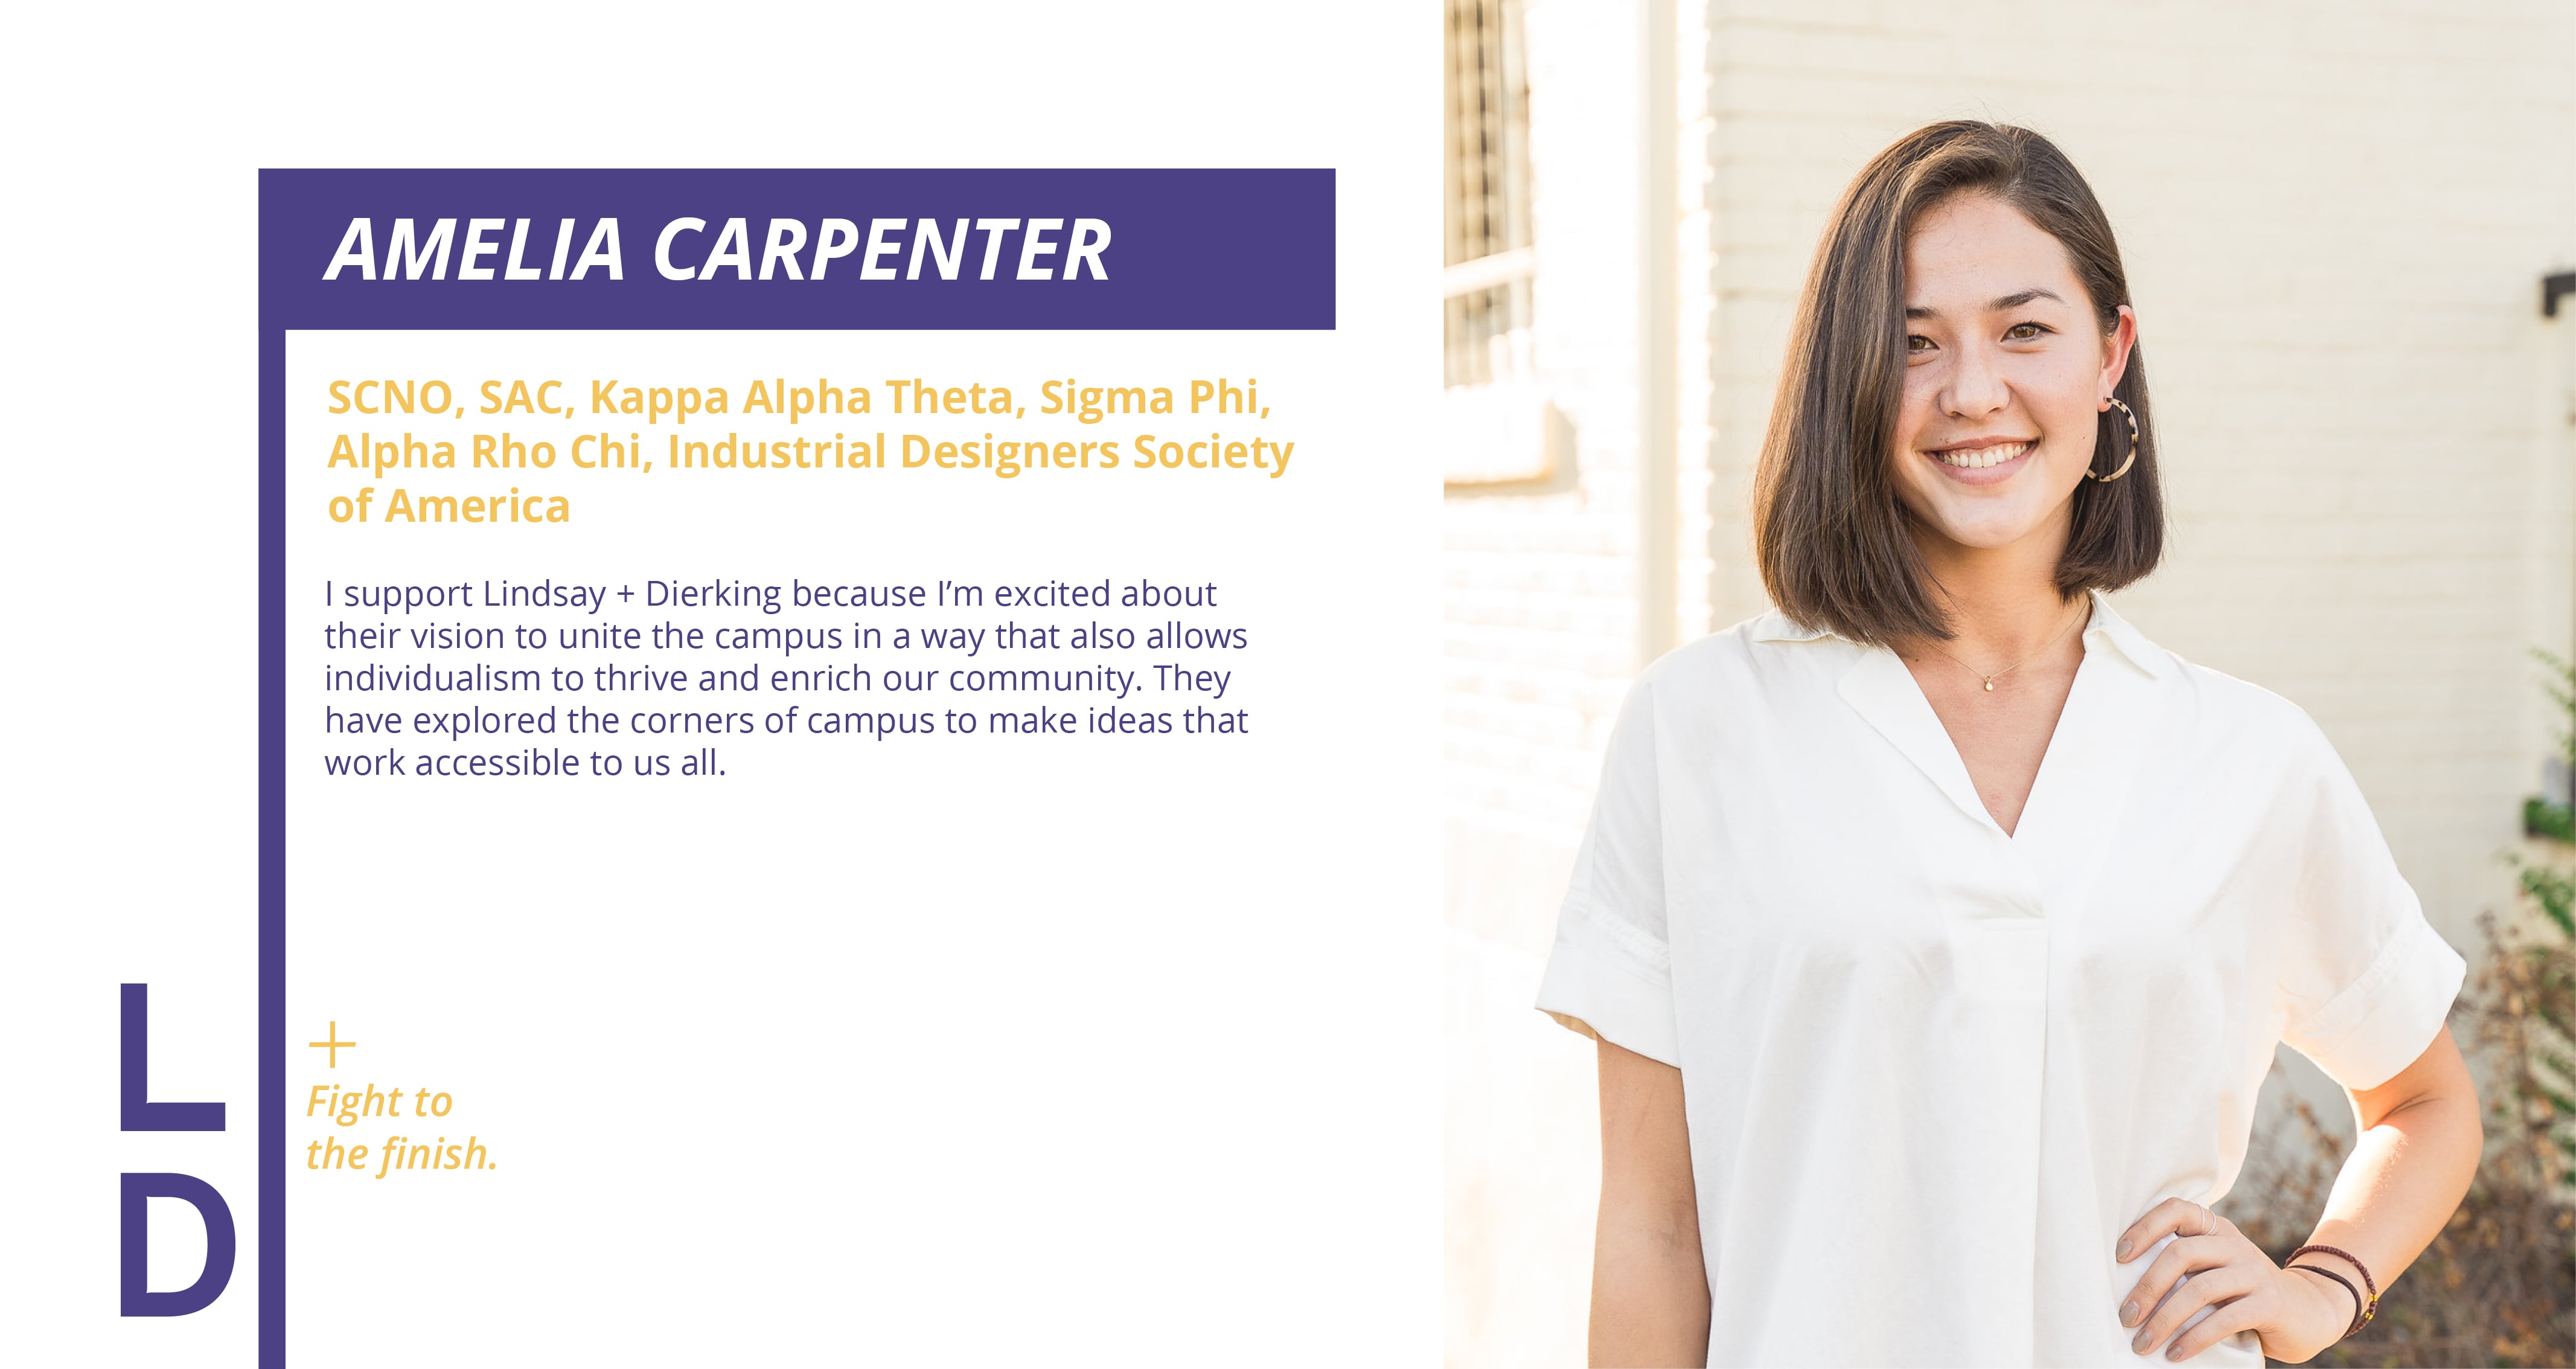 AMELIA CARPENTER
SCNO, SAC, Kappa Alpha Theta, Sigma Phi,
Alpha Rho Chi, Industrial Designers Society
of America
I support Lindsay + Dierking because I’m excited about
their vision to unite the campus in a way that also allows
individualism to thrive and enrich our community. They
have explored the corners of campus to make ideas that
work accessible to us all.
L
D
+
Fight to
the finish.